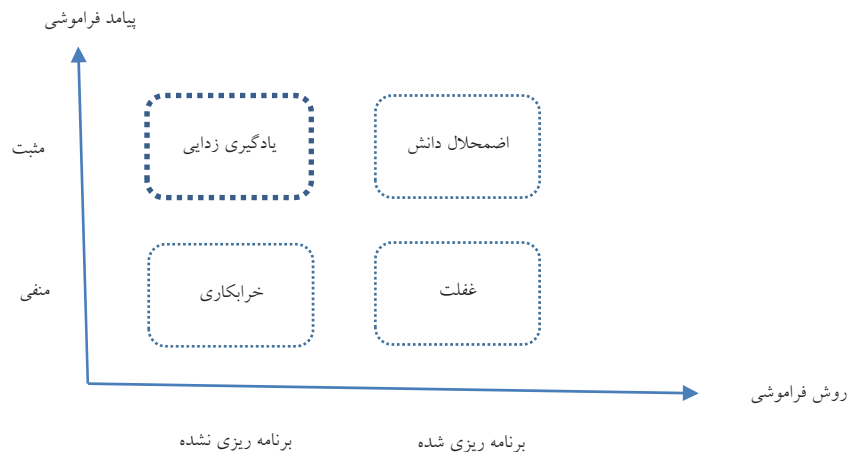 پیامد فراموشی
مثبت
یادگیری زدایی
اضمحلال دانش
منفی
خرابکاری
غفلت
روش فراموشی
برنامه ریزی نشده
برنامه ریزی شده